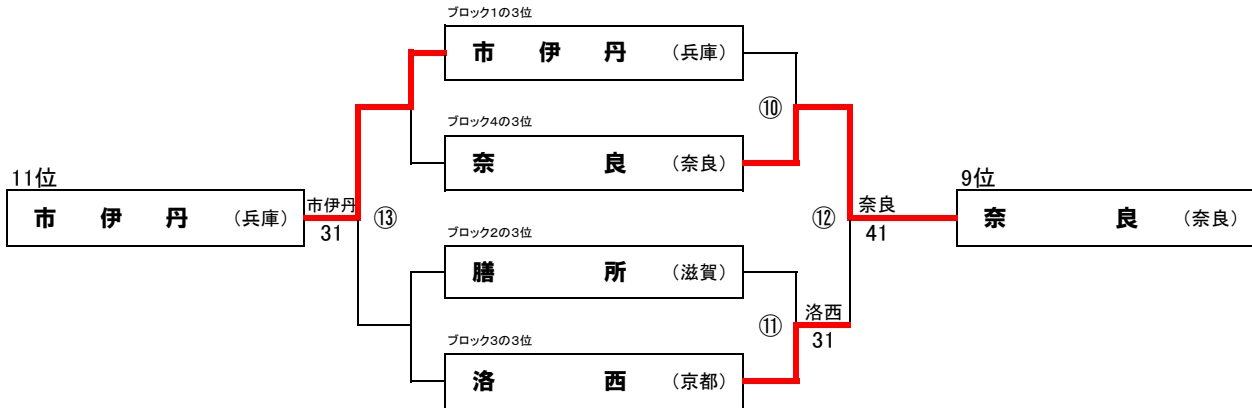 ブロック1の3位
市 伊 丹 (兵庫)
⑩
ブロック4の3位
奈 良 (奈良)
11位
市 伊 丹 (兵庫)
市伊丹
31
⑬
⑫
奈良
41
9位
奈 良 (奈良)
ブロック2の3位
膳 所 (滋賀)
⑪
洛西
31
ブロック3の3位
洛 西 (京都)